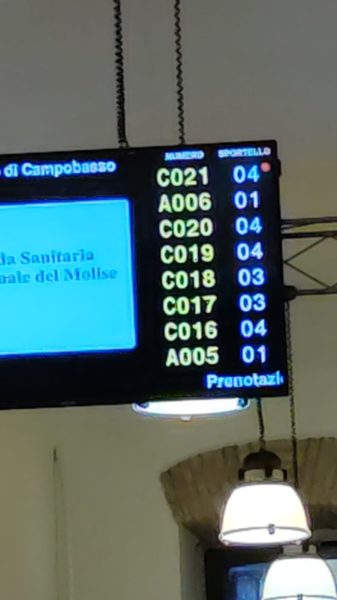 di Campobasso
NUMERO SPORTELLO
C021 04
A006 01
C020 04
C019 04
C018 03
C017 03
C016 04
A005 01
da Sanitaria
nale del Molise
Prenotazi